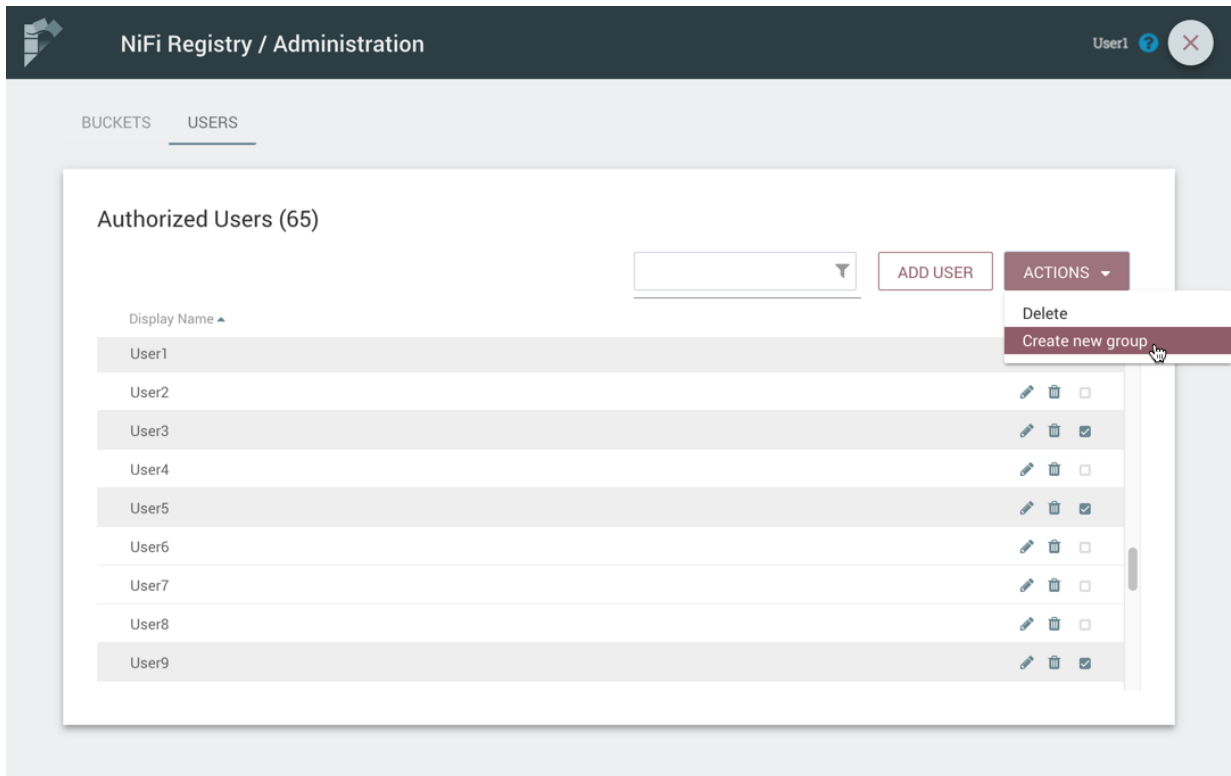 NiFi Registry / Administration
User1 ?
BUCKETS USERS
Authorized Users (65)
ADD USER ACTIONS
Delete
Display Name
Create new group
User1
User2
User3
User4
User5
User6
User7
User8
User9